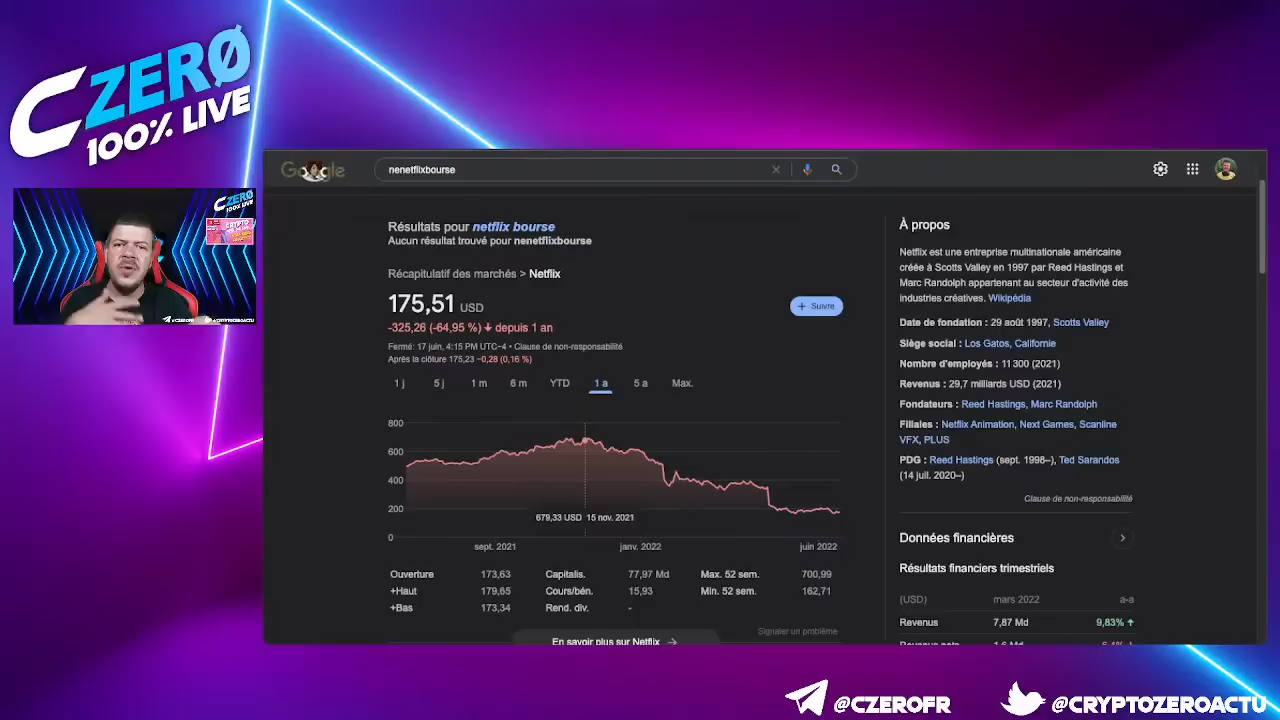 CZERØ
100% LIVE
CZERØ
100% LIVE
CRYPTO
@CZEROFR
@CRYPTOZEROACTU
Google
nenetflixbourse
Résultats pour netflix bourse
Aucun résultat trouvé pour nenetflixbourse
Récapitulatif des marchés > Netflix
175,51 USD
+ Suivre
-325,26 (-64,95 %) ↓ depuis 1 an
Fermé: 17 juin, 4:15 PM UTC-4 • Clause de non-responsabilité
Après la clôture 175,23 −0,28 (0,16 %)
1 j 5 j 1 m 6 m YTD 1 a 5 a Max.
800
600
400
200
0
679,33 USD 15 nov. 2021
sept. 2021 janv. 2022 juin 2022
Ouverture 173,63 Capitalis. 77,97 Md Max. 52 sem. 700,99
+Haut 179,65 Cours/bén. 15,93 Min. 52 sem. 162,71
+Bas 173,34 Rend. div. -
Signaler un problème
En savoir plus sur Netflix →
À propos
Netflix est une entreprise multinationale américaine
créée à Scotts Valley en 1997 par Reed Hastings et
Marc Randolph appartenant au secteur d'activité des
industries créatives. Wikipédia
Date de fondation : 29 août 1997, Scotts Valley
Siège social : Los Gatos, Californie
Nombre d'employés : 11 300 (2021)
Revenus : 29,7 milliards USD (2021)
Fondateurs : Reed Hastings, Marc Randolph
Filiales : Netflix Animation, Next Games, Scanline
VFX, PLUS
PDG : Reed Hastings (sept. 1998–), Ted Sarandos
(14 juil. 2020–)
Clause de non-responsabilité
Données financières
Résultats financiers trimestriels
(USD) mars 2022 a-a
Revenus 7,87 Md 9,83% ↑
@CZEROFR @CRYPTOZEROACTU